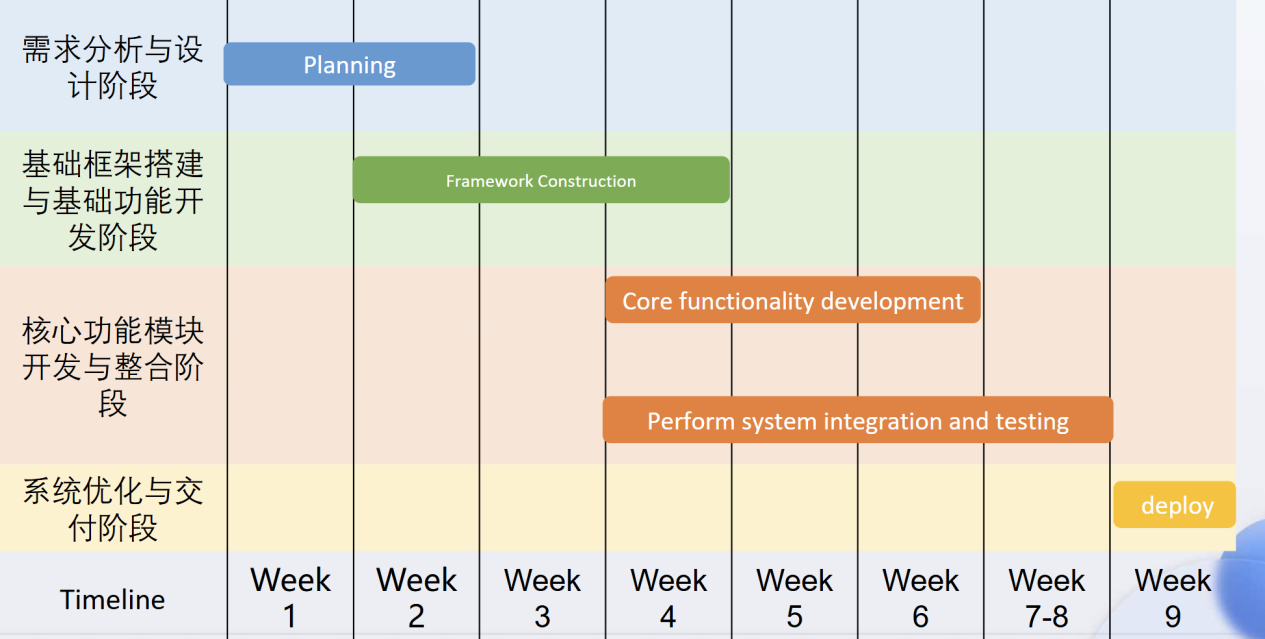 需求分析与设
计阶段
Planning
基础框架搭建
与基础功能开
发阶段
Framework Construction
核心功能模块
开发与整合阶
段
Core functionality development
Perform system integration and testing
系统优化与交
付阶段
deploy
Timeline
Week
1
Week
2
Week
3
Week
4
Week
5
Week
6
Week
7-8
Week
9